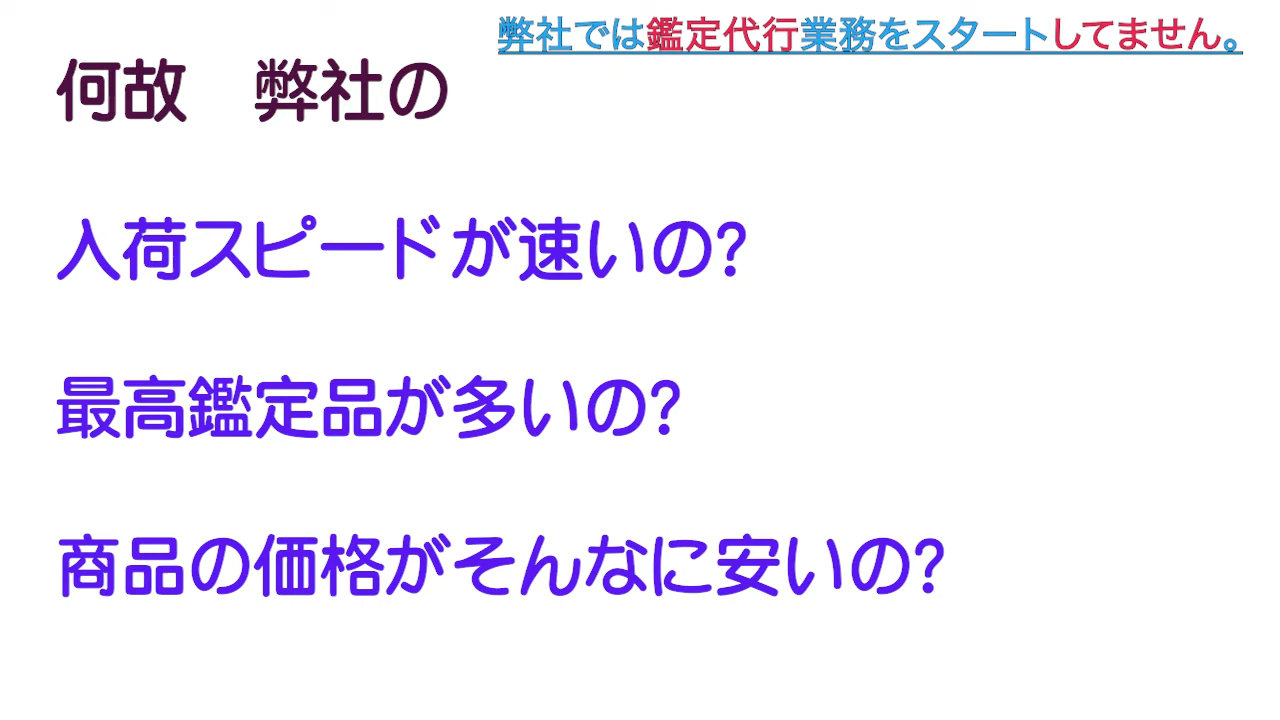 弊社では鑑定代行業務をスタートしてません。
何故　弊社の
入荷スピードが速いの?
最高鑑定品が多いの?
商品の価格がそんなに安いの?